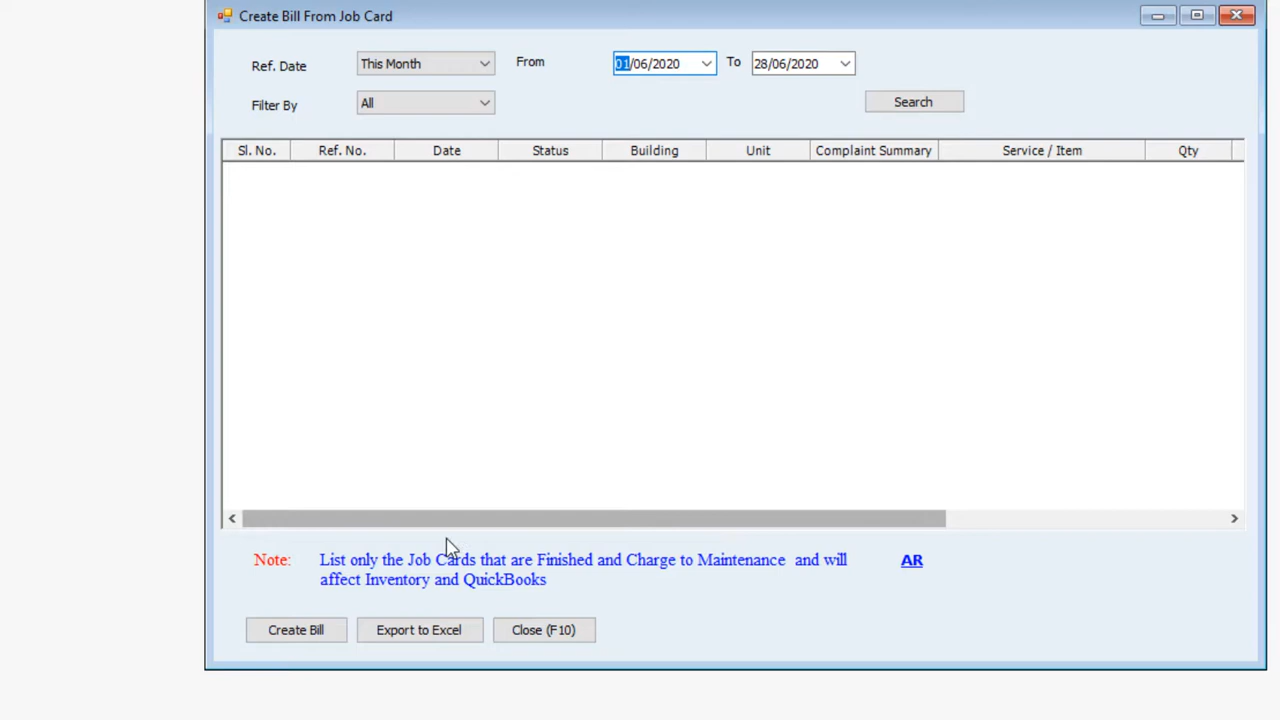 Create Bill From Job Card
Ref. Date This Month From 01/06/2020 To 28/06/2020
Filter By All Search
Sl. No. Ref. No. Date Status Building Unit Complaint Summary Service / Item Qty
Note: List only the Job Cards that are Finished and Charge to Maintenance and will AR
affect Inventory and QuickBooks
Create Bill Export to Excel Close (F10)